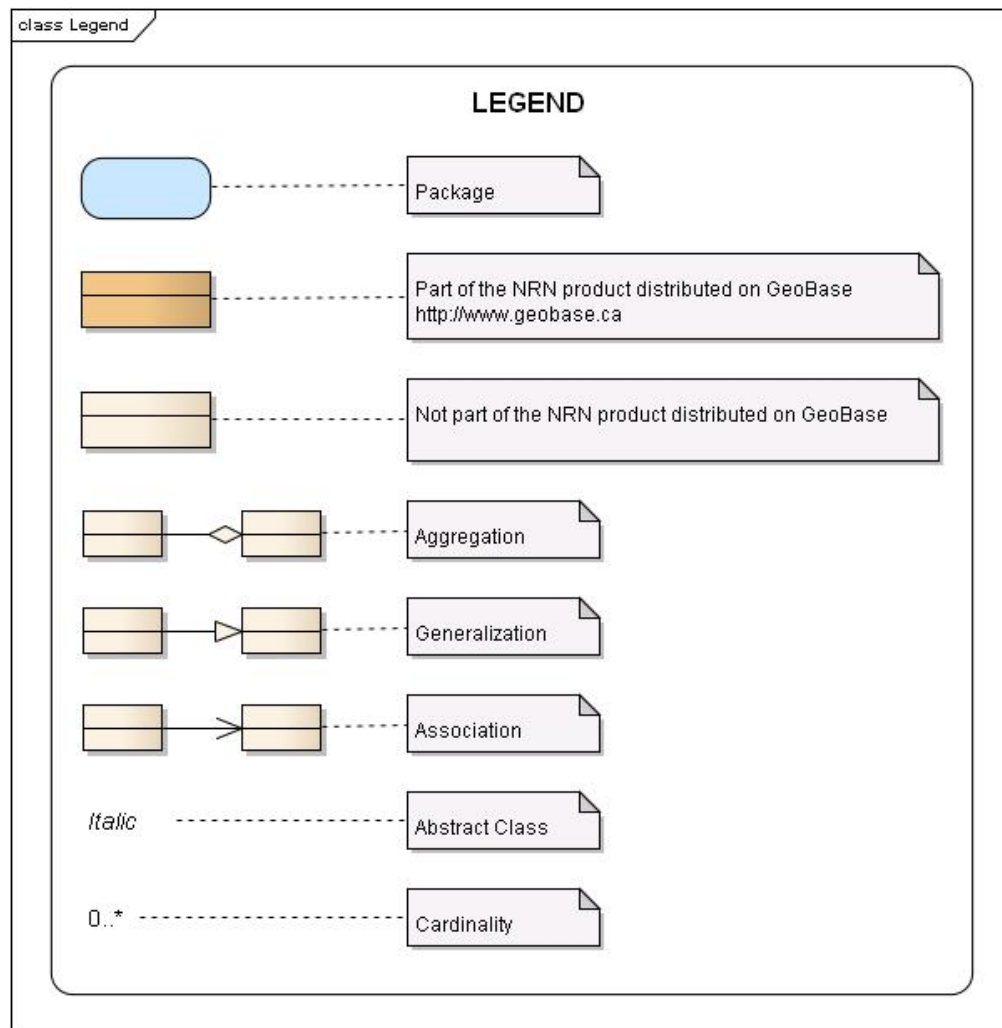 class Legend
LEGEND
Package
Part of the NRN product distributed on GeoBase
http://www.geobase.ca
Not part of the NRN product distributed on GeoBase
Aggregation
Generalization
Association
Italic
Abstract Class
0..*
Cardinality